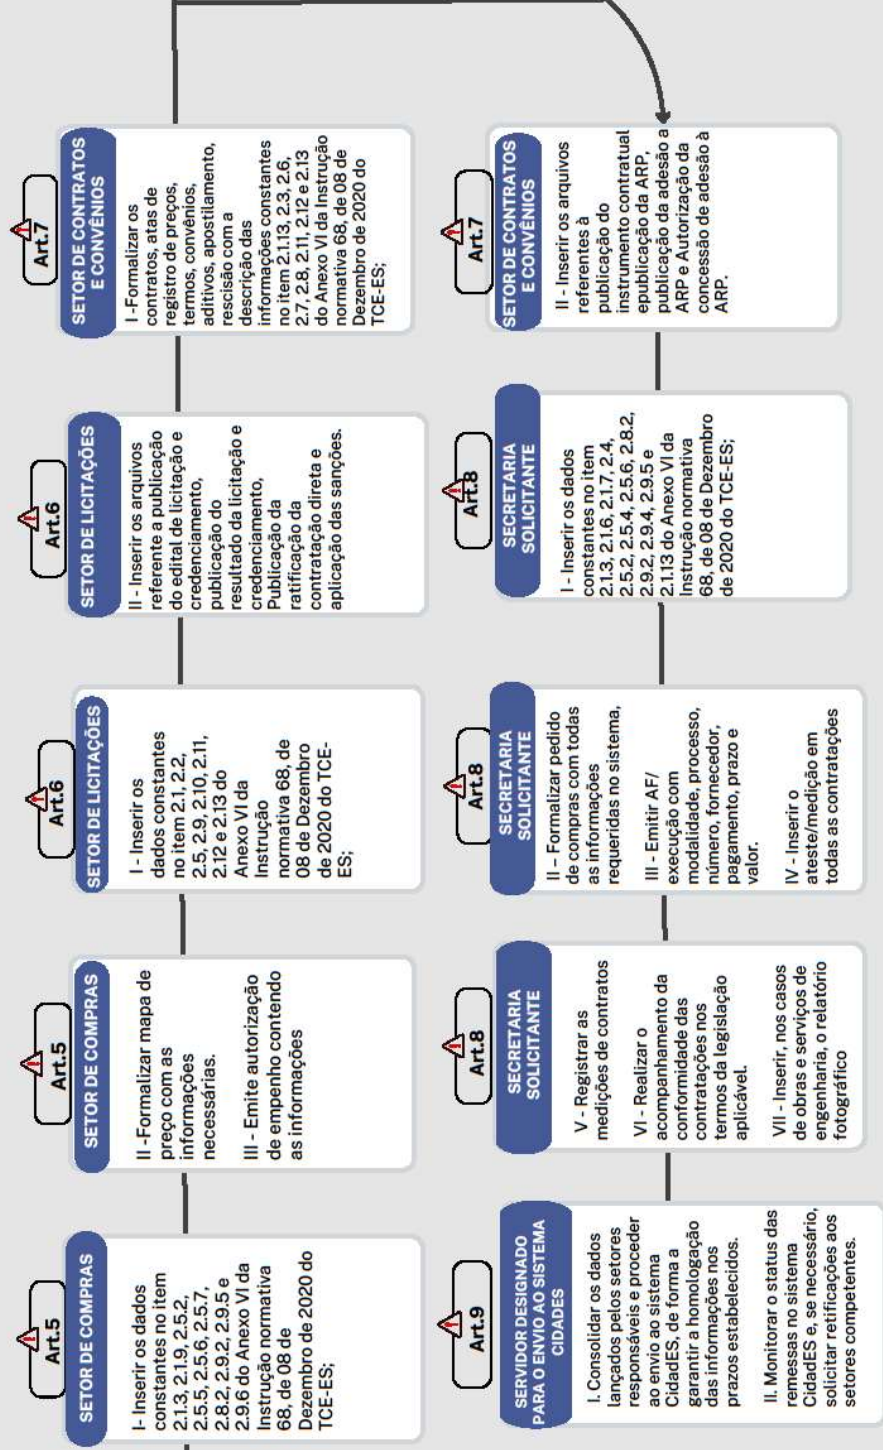 Art.5
SETOR DE COMPRAS
I- Inserir os dados
constantes no item
2.1.3, 2.1.9, 2.5.2,
2.5.5, 2.5.6, 2.5.7,
2.8.2, 2.9.2, 2.9.5 e
2.9.6 do Anexo VI da
Instrução normativa
68, de 08 de
Dezembro de 2020 do
TCE-ES;
Art.5
SETOR DE COMPRAS
II -Formalizar mapa de
preço com as
informações
necessárias.
III - Emite autorização
de empenho contendo
as informações
Art.6
SETOR DE LICITAÇÕES
I - Inserir os
dados constantes
no item 2.1, 2.2,
2.5, 2.9, 2.10, 2.11,
2.12 e 2.13 do
Anexo VI da
Instrução
normativa 68, de
08 de Dezembro
de 2020 do TCE-
ES;
Art.6
SETOR DE LICITAÇÕES
II - Inserir os arquivos
referente a publicação
do edital de licitação e
credenciamento,
publicação do
resultado da licitação e
credenciamento,
Publicação da
ratificação da
contratação direta e
aplicação das sanções.
Art.7
SETOR DE CONTRATOS
E CONVÊNIOS
I -Formalizar os
contratos, atas de
registro de preços,
termos, convênios,
aditivos, apostilamento,
rescisão com a
descrição das
informações constantes
no item 2.1.13, 2.3, 2.6,
2.7, 2.8, 2.11, 2.12 e 2.13
do Anexo VI da Instrução
normativa 68, de 08 de
Dezembro de 2020 do
TCE-ES;
Art.9
SERVIDOR DESIGNADO
PARA O ENVIO AO SISTEMA
CIDADES
I. Consolidar os dados
lançados pelos setores
responsáveis e proceder
ao envio ao sistema
CidadES, de forma a
garantir a homologação
das informações nos
prazos estabelecidos.
II. Monitorar o status das
remessas no sistema
CidadES e, se necessário,
solicitar retificações aos
setores competentes.
Art.8
SECRETARIA
SOLICITANTE
V - Registrar as
medições de contratos
VI - Realizar o
acompanhamento da
conformidade das
contratações nos
termos da legislação
aplicável.
VII - Inserir, nos casos
de obras e serviços de
engenharia, o relatório
fotográfico
Art.8
SECRETARIA
SOLICITANTE
II – Formalizar pedido
de compras com todas
as informações
requeridas no sistema,
III - Emitir AF/
execução com
modalidade, processo,
número, fornecedor,
pagamento, prazo e
valor.
IV - Inserir o
ateste/medição em
todas as contratações
Art.8
SECRETARIA
SOLICITANTE
I - Inserir os dados
constantes no item
2.1.3, 2.1.6, 2.1.7, 2.4,
2.5.2, 2.5.4, 2.5.6, 2.8.2,
2.9.2, 2.9.4, 2.9.5 e
2.1.13 do Anexo VI da
Instrução normativa
68, de 08 de Dezembro
de 2020 do TCE-ES;
Art.7
SETOR DE CONTRATOS
E CONVÊNIOS
II - Inserir os arquivos
referentes à
publicação do
instrumento contratual
epublicação da ARP,
publicação da adesão a
ARP e Autorização da
concessão de adesão à
ARP.